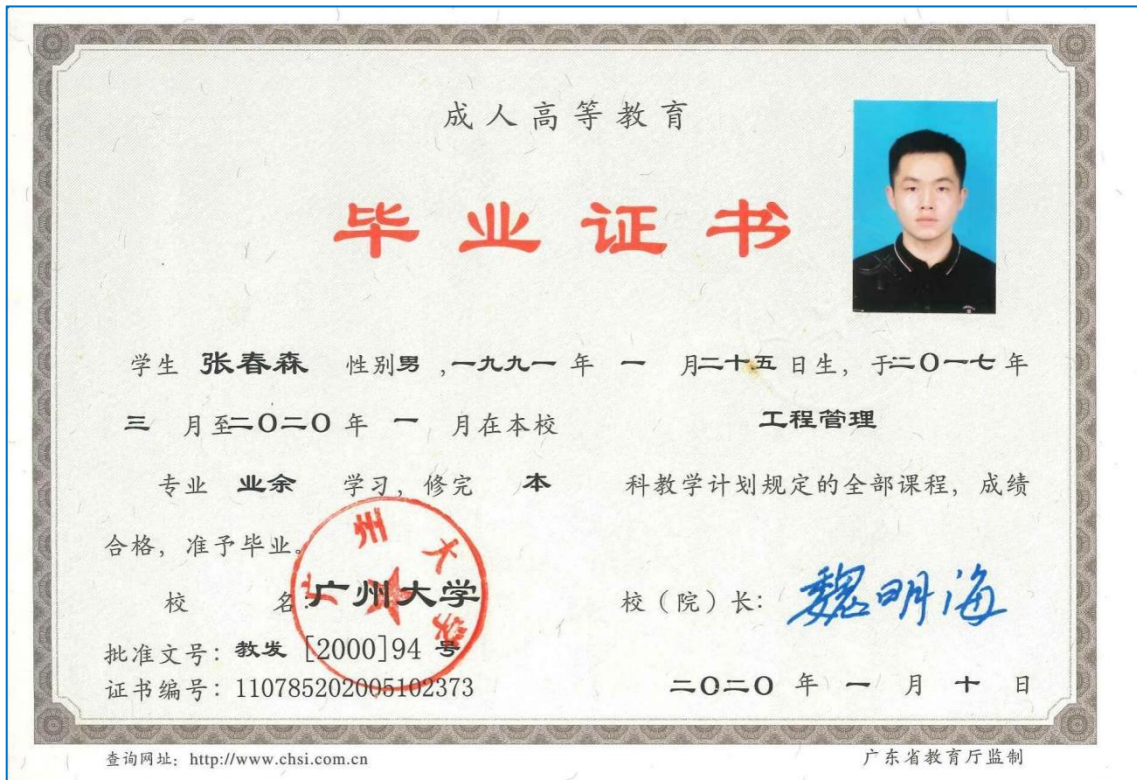 成人高等教育
毕业证书
学生 张春森 性别男,一九九一年 一 月二十五日生，于二〇一七年
三 月至二〇二〇年 一 月在本校 工程管理
专业 业余 学习，修完 本 科教学计划规定的全部课程，成绩
合格，准予毕业。
广州大学
校 名:广州大学 校（院）长： 魏明海
批准文号：教发 [2000]94 号
证书编号：110785202005102373 二〇二〇 年 一 月 十 日
查询网址：http://www.chsi.com.cn 广东省教育厅监制